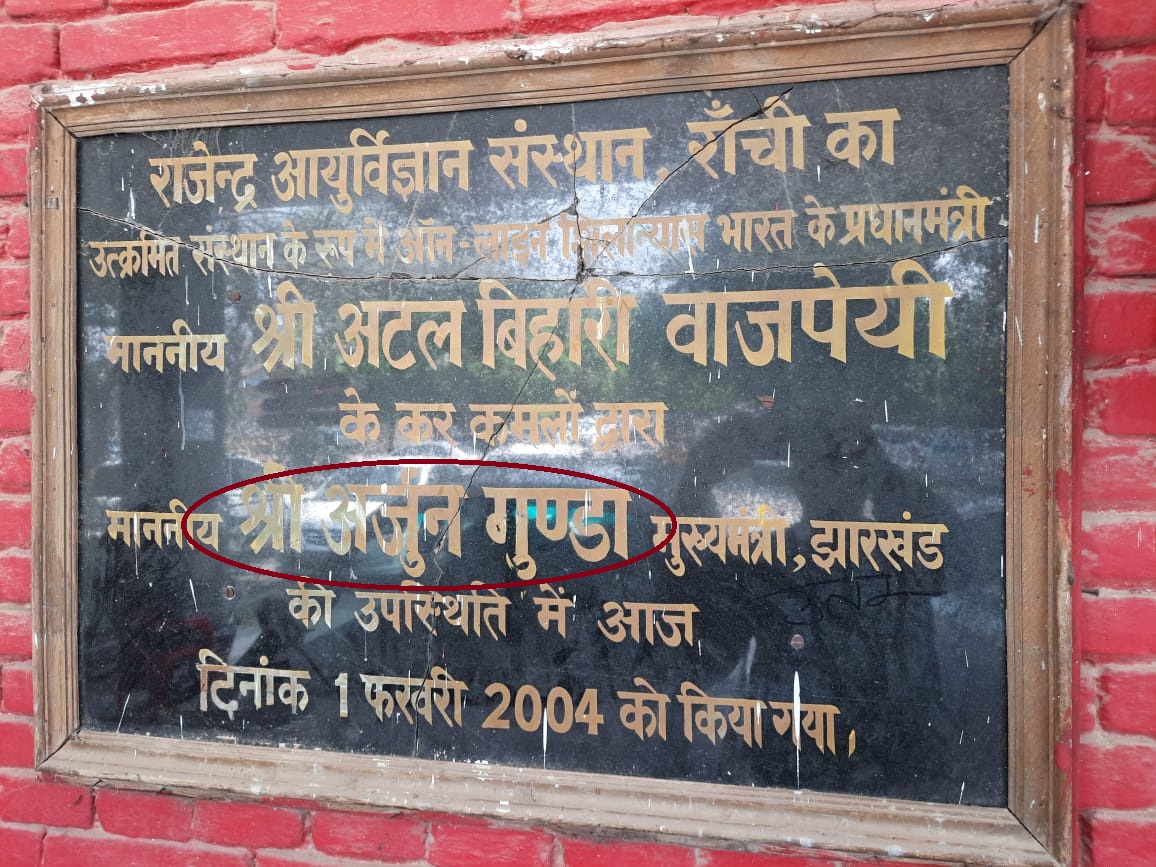 राजेन्द्र आयुर्विज्ञान संस्थान, राँची का
उत्क्रमित संस्थान के रूप में ऑन-लाइन शिलान्यास भारत के प्रधानमंत्री
माननीय श्री अटल बिहारी वाजपेयी
के कर कमलों द्वारा
माननीय श्री अर्जुन गुण्डा मुख्यमंत्री, झारखंड
की उपस्थिति में आज
दिनांक 1 फरवरी 2004 को किया गया।